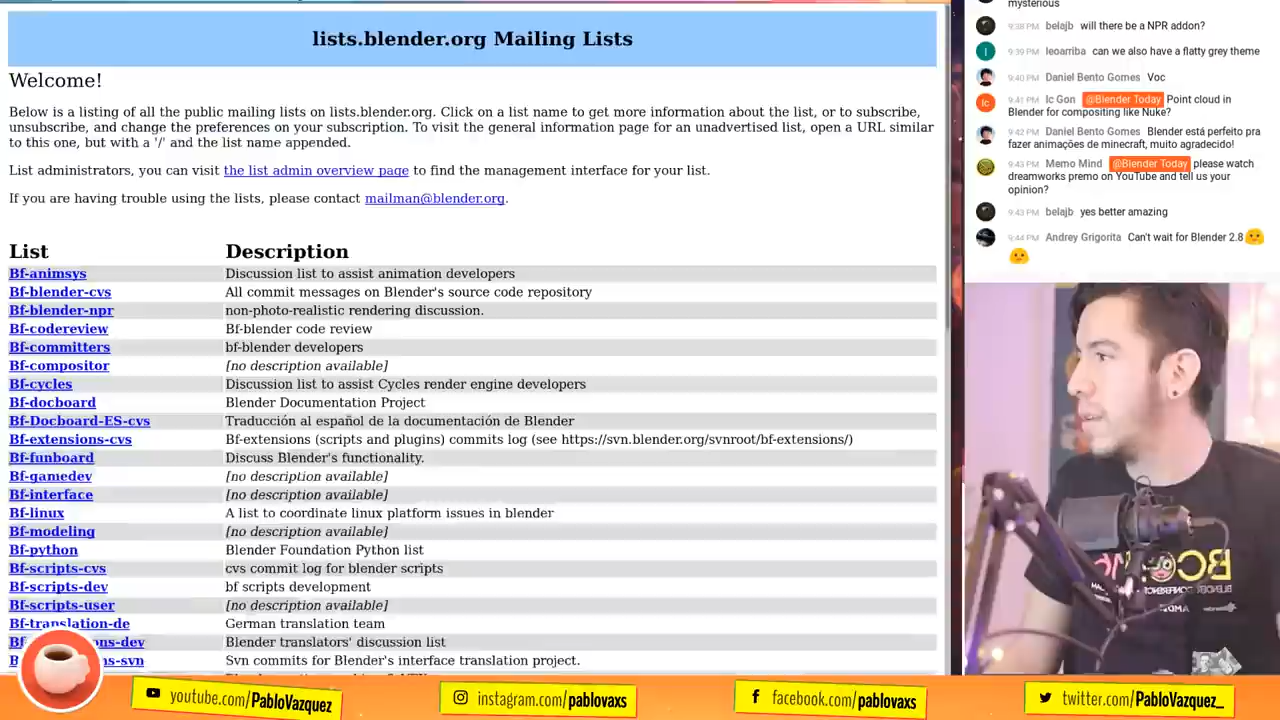 lists.blender.org Mailing Lists
Welcome!
Below is a listing of all the public mailing lists on lists.blender.org. Click on a list name to get more information about the list, or to subscribe,
unsubscribe, and change the preferences on your subscription. To visit the general information page for an unadvertised list, open a URL similar
to this one, but with a '/' and the list name appended.
List administrators, you can visit the list admin overview page to find the management interface for your list.
If you are having trouble using the lists, please contact mailman@blender.org.
List Description
Bf-animsys Discussion list to assist animation developers
Bf-blender-cvs All commit messages on Blender's source code repository
Bf-blender-npr non-photo-realistic rendering discussion.
Bf-codereview Bf-blender code review
Bf-committers bf-blender developers
Bf-compositor [no description available]
Bf-cycles Discussion list to assist Cycles render engine developers
Bf-docboard Blender Documentation Project
Bf-Docboard-ES-cvs Traducción al español de la documentación de Blender
Bf-extensions-cvs Bf-extensions (scripts and plugins) commits log (see https://svn.blender.org/svnroot/bf-extensions/)
Bf-funboard Discuss Blender's functionality.
Bf-gamedev [no description available]
Bf-interface [no description available]
Bf-linux A list to coordinate linux platform issues in blender
Bf-modeling [no description available]
Bf-python Blender Foundation Python list
Bf-scripts-cvs cvs commit log for blender scripts
Bf-scripts-dev bf scripts development
Bf-scripts-user [no description available]
Bf-translation-de German translation team
Blender translators' discussion list
Svn commits for Blender's interface translation project.
mysterious
9:38 PM belajb will there be a NPR addon?
9:39 PM leoarriba can we also have a flatty grey theme
9:40 PM Daniel Bento Gomes Voc
9:41 PM Ic Gon @Blender Today Point cloud in
Blender for compositing like Nuke?
9:42 PM Daniel Bento Gomes Blender está perfeito pra
fazer animações de minecraft, muito agradecido!
9:43 PM Memo Mind @Blender Today please watch
dreamworks premo on YouTube and tell us your
opinion?
9:43 PM belajb yes better amazing
9:44 PM Andrey Grigorita Can't wait for Blender 2.8
youtube.com/PabloVazquez
instagram.com/pablovaxs
facebook.com/pablovaxs
twitter.com/PabloVazquez_